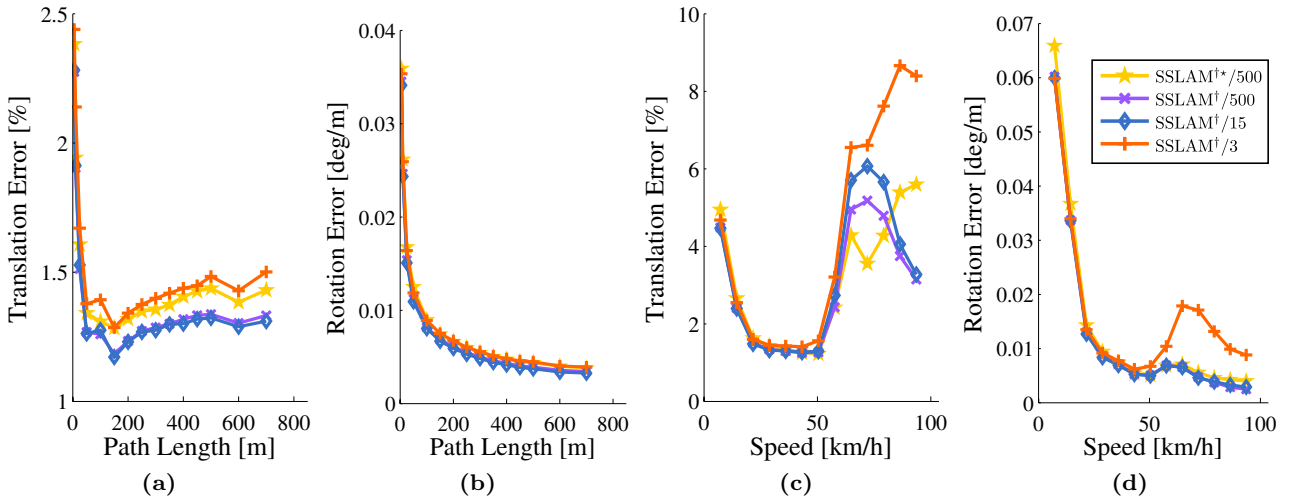 Translation Error [%]
2.5
2
1.5
1
0 200 400 600 800
Path Length [m]
(a)
Rotation Error [deg/m]
0.04
0.03
0.02
0.01
0
0 200 400 600 800
Path Length [m]
(b)
Translation Error [%]
10
8
6
4
2
0
0 50 100
Speed [km/h]
(c)
Rotation Error [deg/m]
0.07
0.06
0.05
0.04
0.03
0.02
0.01
0
0 50 100
Speed [km/h]
(d)
SSLAM†⋆/500
SSLAM†/500
SSLAM†/15
SSLAM†/3